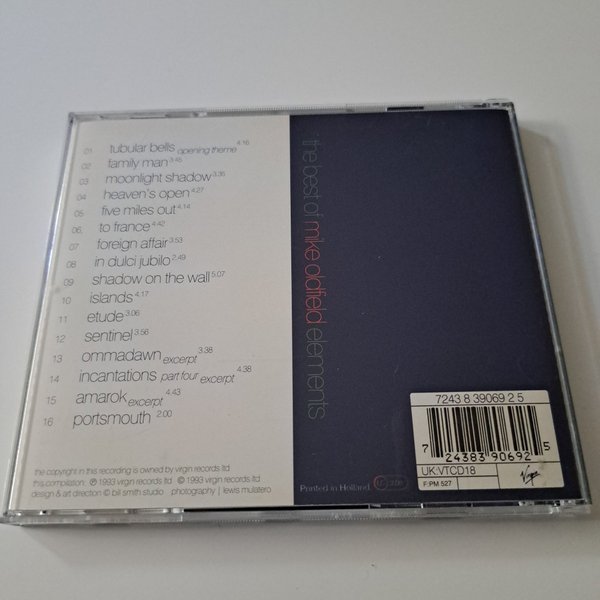 01 tubular bells opening theme 4.16
02 family man 3.45
03 moonlight shadow 3.35
04 heaven's open 4.27
05 five miles out 4.14
06. to france 4.42
07 foreign affair 3.53
08 in dulci jubilo 2.49
09 shadow on the wall 5.07
10 islands 4.17
11 etude 3.06
12 sentinel 3.56
13 ommadawn excerpt 3.38
14 incantations part four excerpt 4.38
15 amarok excerpt 4.43
16 portsmouth 2.00
the copyright in this recording is owned by virgin records ltd
this compilation ℗ 1993 virgin records ltd © 1993 virgin records ltd
design & art direction © bill smith studio photography | lewis mulatero
the best of mike oldfield elements
7243 8 39069 2 5
7 24383 90692 5
UK:VTCD18
F:PM 527
Virgin
Printed in Holland